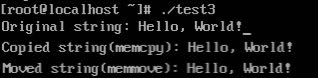 [root@localhost ~]# ./test3
Original string: Hello, World!_
Copied string(memcpy): Hello, World!
Moved string(memmove): Hello, World!